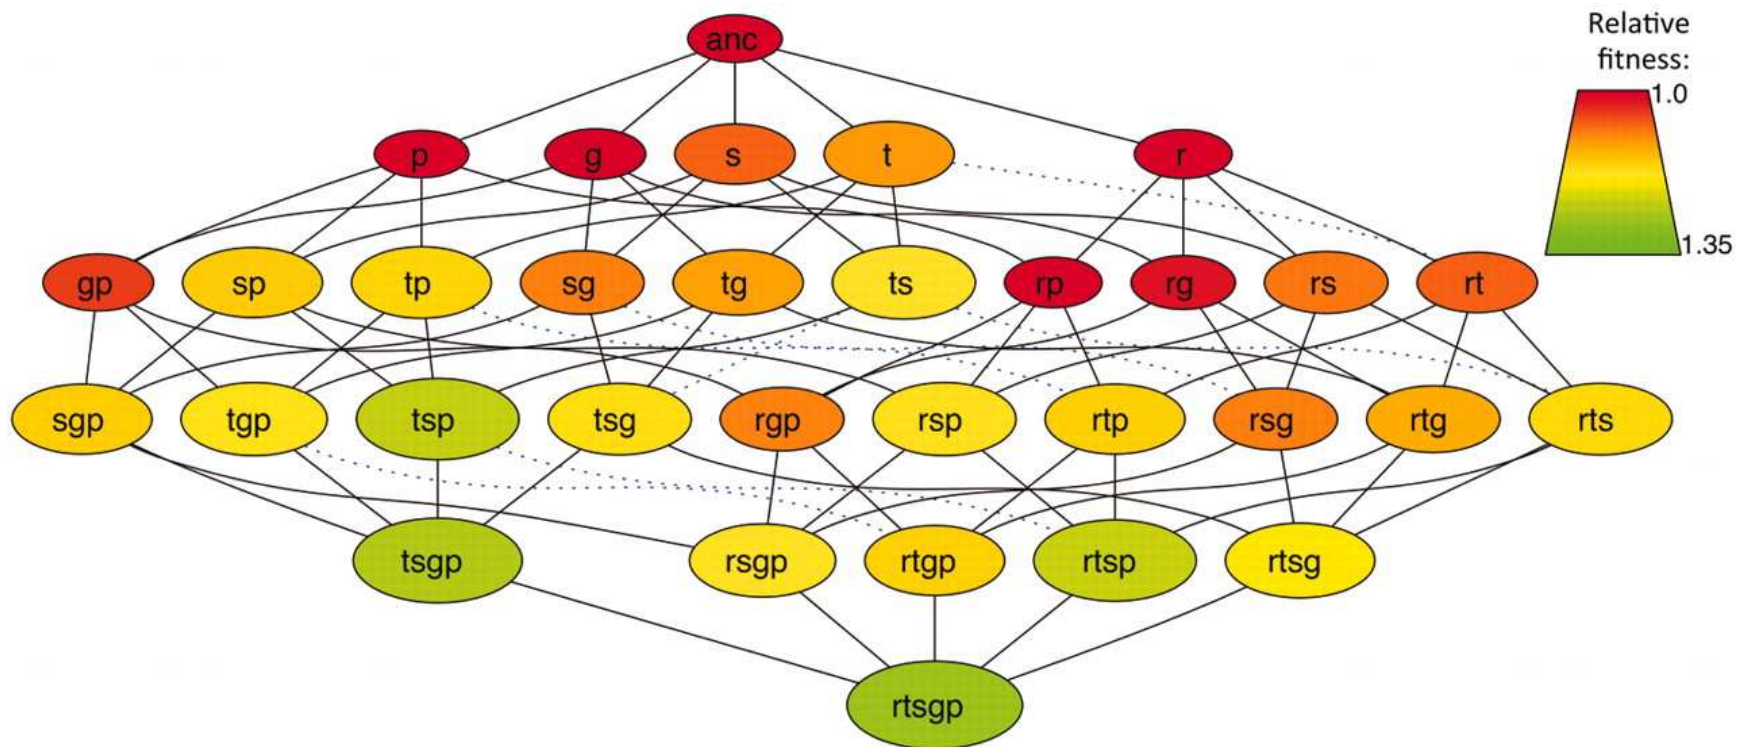 anc
Relative
fitness:
1.0
1.35
p g s t r
gp sp tp sg tg ts rp rg rs rt
sgp tgp tsp tsg rgp rsp rtp rsg rtg rts
tsgp rsgp rtgp rtsp rtsg
rtsgp